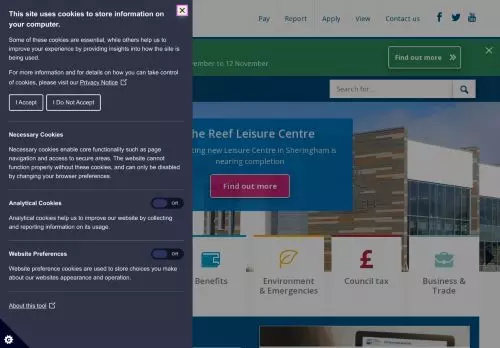 This site uses cookies to store information on
your computer.
Some of these cookies are essential, while others help us to
improve your experience by providing insights into how the site is
being used.
For more information and for details on how you can take control
of cookies, please visit our Privacy Notice
I Accept
I Do Not Accept
Necessary Cookies
Necessary cookies enable core functionality such as page
navigation and access to secure areas. The website cannot
function properly without these cookies, and can only be disabled
by changing your browser preferences.
Analytical Cookies
Off
Analytical cookies help us to improve our website by collecting
and reporting information on its usage.
Website Preferences
Off
Website preference cookies are used to store choices you make
about our websites appearance and operation.
About this tool
Pay
Report
Apply
View
Contact us
12 November
Find out more
Search for...
The Reef Leisure Centre
new Leisure Centre in Sheringham is
nearing completion
Find out more
Benefits
Environment
& Emergencies
Council tax
Business &
Trade